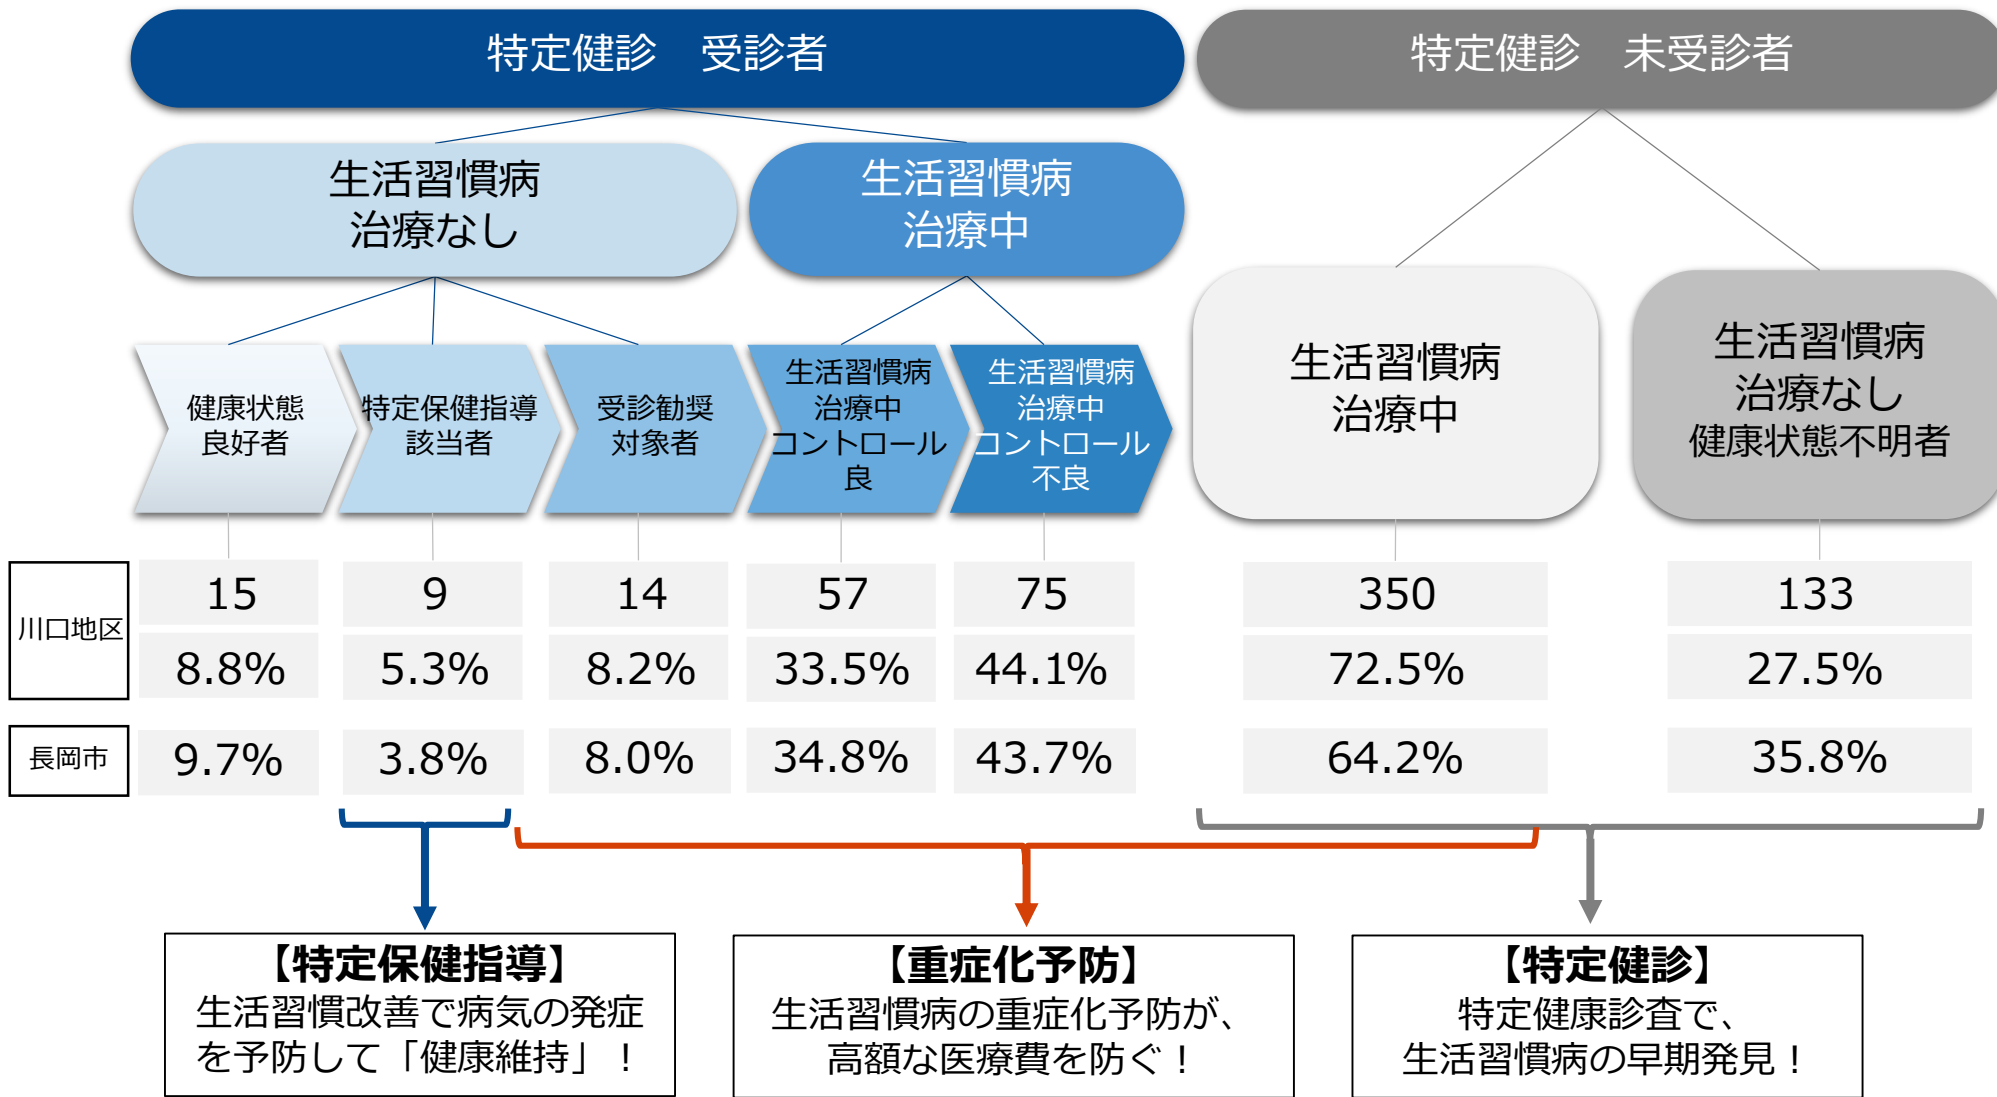 特定健診　受診者
特定健診　未受診者
生活習慣病
治療なし
生活習慣病
治療中
健康状態
良好者
特定保健指導
該当者
受診勧奨
対象者
生活習慣病
治療中
コントロール
良
生活習慣病
治療中
コントロール
不良
生活習慣病
治療中
生活習慣病
治療なし
健康状態不明者
川口地区
15
9
14
57
75
350
133
8.8%
5.3%
8.2%
33.5%
44.1%
72.5%
27.5%
長岡市
9.7%
3.8%
8.0%
34.8%
43.7%
64.2%
35.8%
【特定保健指導】
生活習慣改善で病気の発症
を予防して「健康維持」！
【重症化予防】
生活習慣病の重症化予防が、
高額な医療費を防ぐ！
【特定健診】
特定健康診査で、
生活習慣病の早期発見！